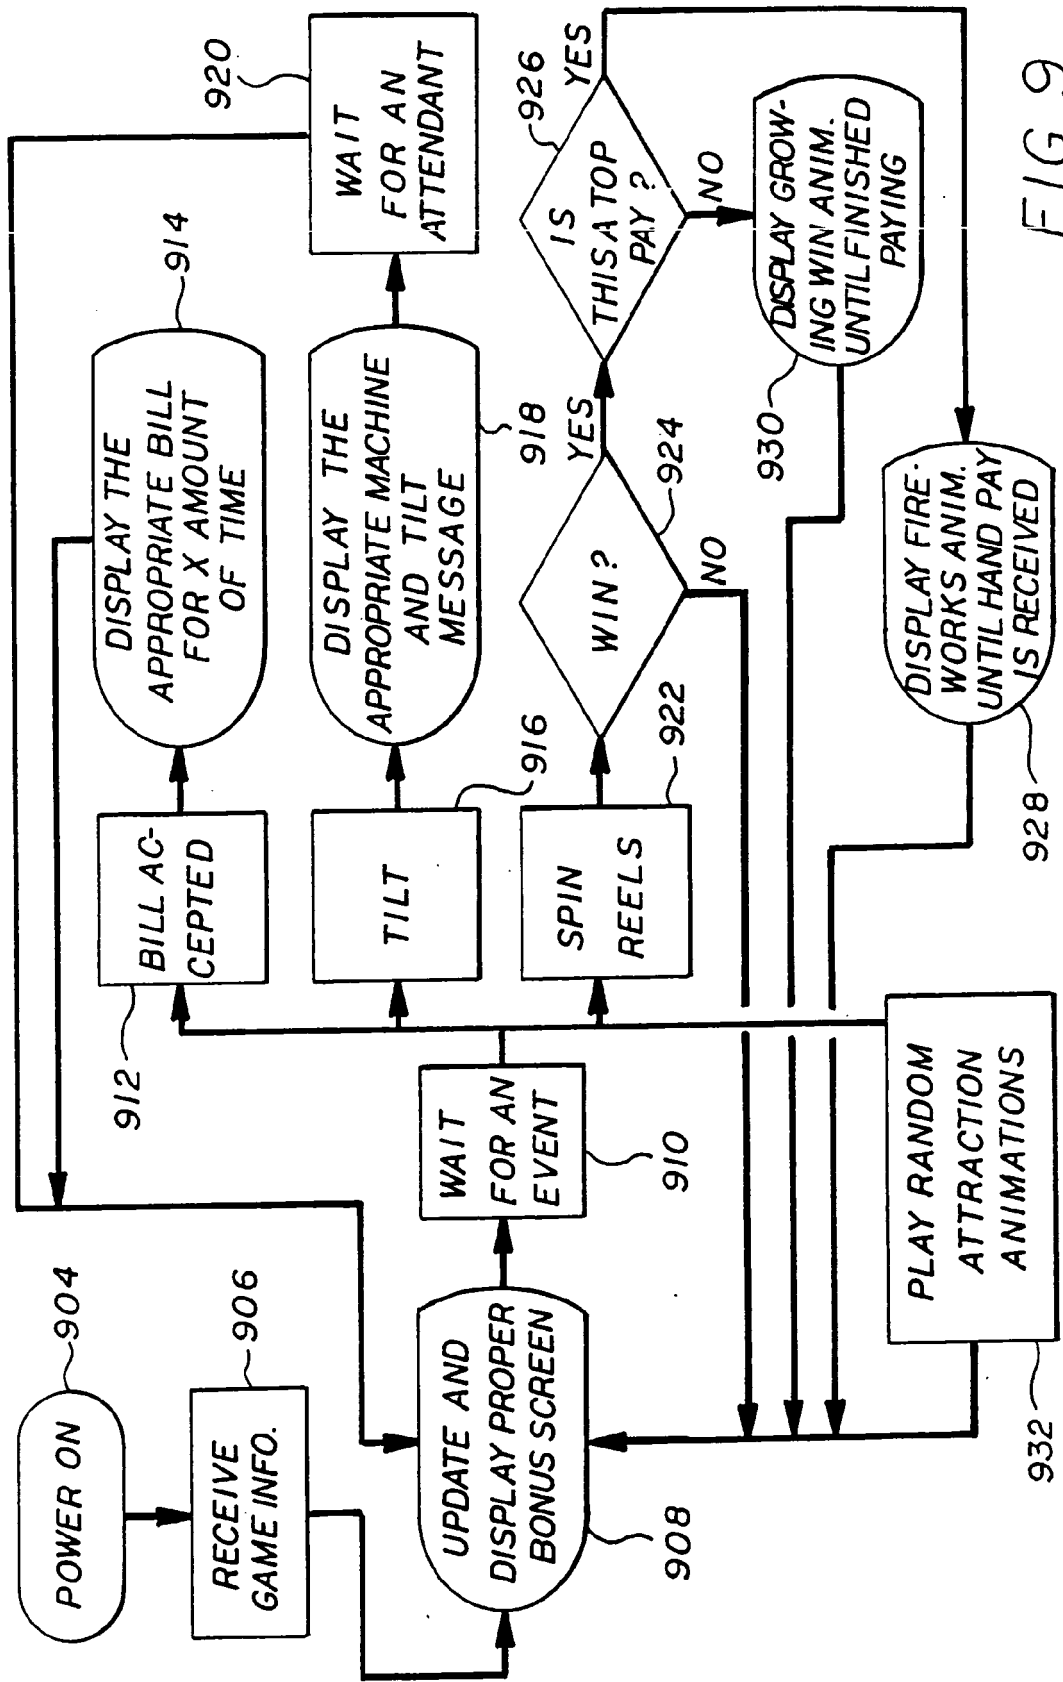 904
POWER ON
906
RECEIVE
GAME INFO.
UPDATE AND
DISPLAY PROPER
BONUS SCREEN
908
WAIT
FOR AN
EVENT
910
912
BILL AC-
CEPTED
DISPLAY THE
APPROPRIATE BILL
FOR X AMOUNT
OF TIME
914
TILT
916
DISPLAY THE
APPROPRIATE MACHINE
AND TILT
MESSAGE
918
WAIT
FOR AN
ATTENDANT
920
SPIN
REELS
922
WIN?
924
YES
NO
IS
THIS A TOP
PAY?
926
YES
NO
DISPLAY GROW-
ING WIN ANIM.
UNTIL FINISHED
PAYING
930
DISPLAY FIRE-
WORKS ANIM.
UNTIL HAND PAY
IS RECEIVED
928
PLAY RANDOM
ATTRACTION
ANIMATIONS
932
FIG. 9